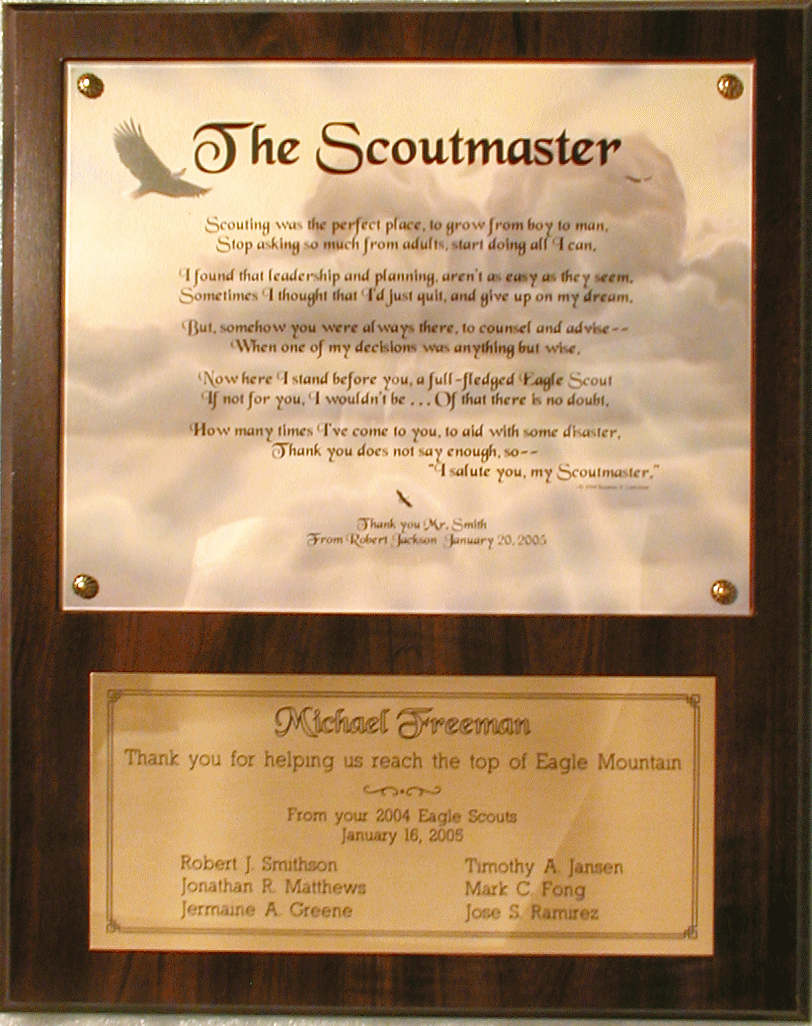 The Scoutmaster
Scouting was the perfect place, to grow from boy to man,
Stop asking so much from adults, start doing all I can.
I found that leadership and planning, aren't as easy as they seem.
Sometimes I thought that I'd just quit, and give up on my dream.
But, somehow you were always there, to counsel and advise--
When one of my decisions was anything but wise.
Now here I stand before you, a full-fledged Eagle Scout
If not for you, I wouldn't be ... Of that there is no doubt.
How many times I've come to you, to aid with some disaster,
Thank you does not say enough, so--
"I salute you, my Scoutmaster."
Thank you Mr. Smith
From Robert Jackson January 20, 2005
Michael Freeman
Thank you for helping us reach the top of Eagle Mountain
From your 2004 Eagle Scouts
January 16, 2005
Robert J. Smithson Timothy A. Jansen
Jonathan R. Matthews Mark C. Fong
Jermaine A. Greene Jose S. Ramirez